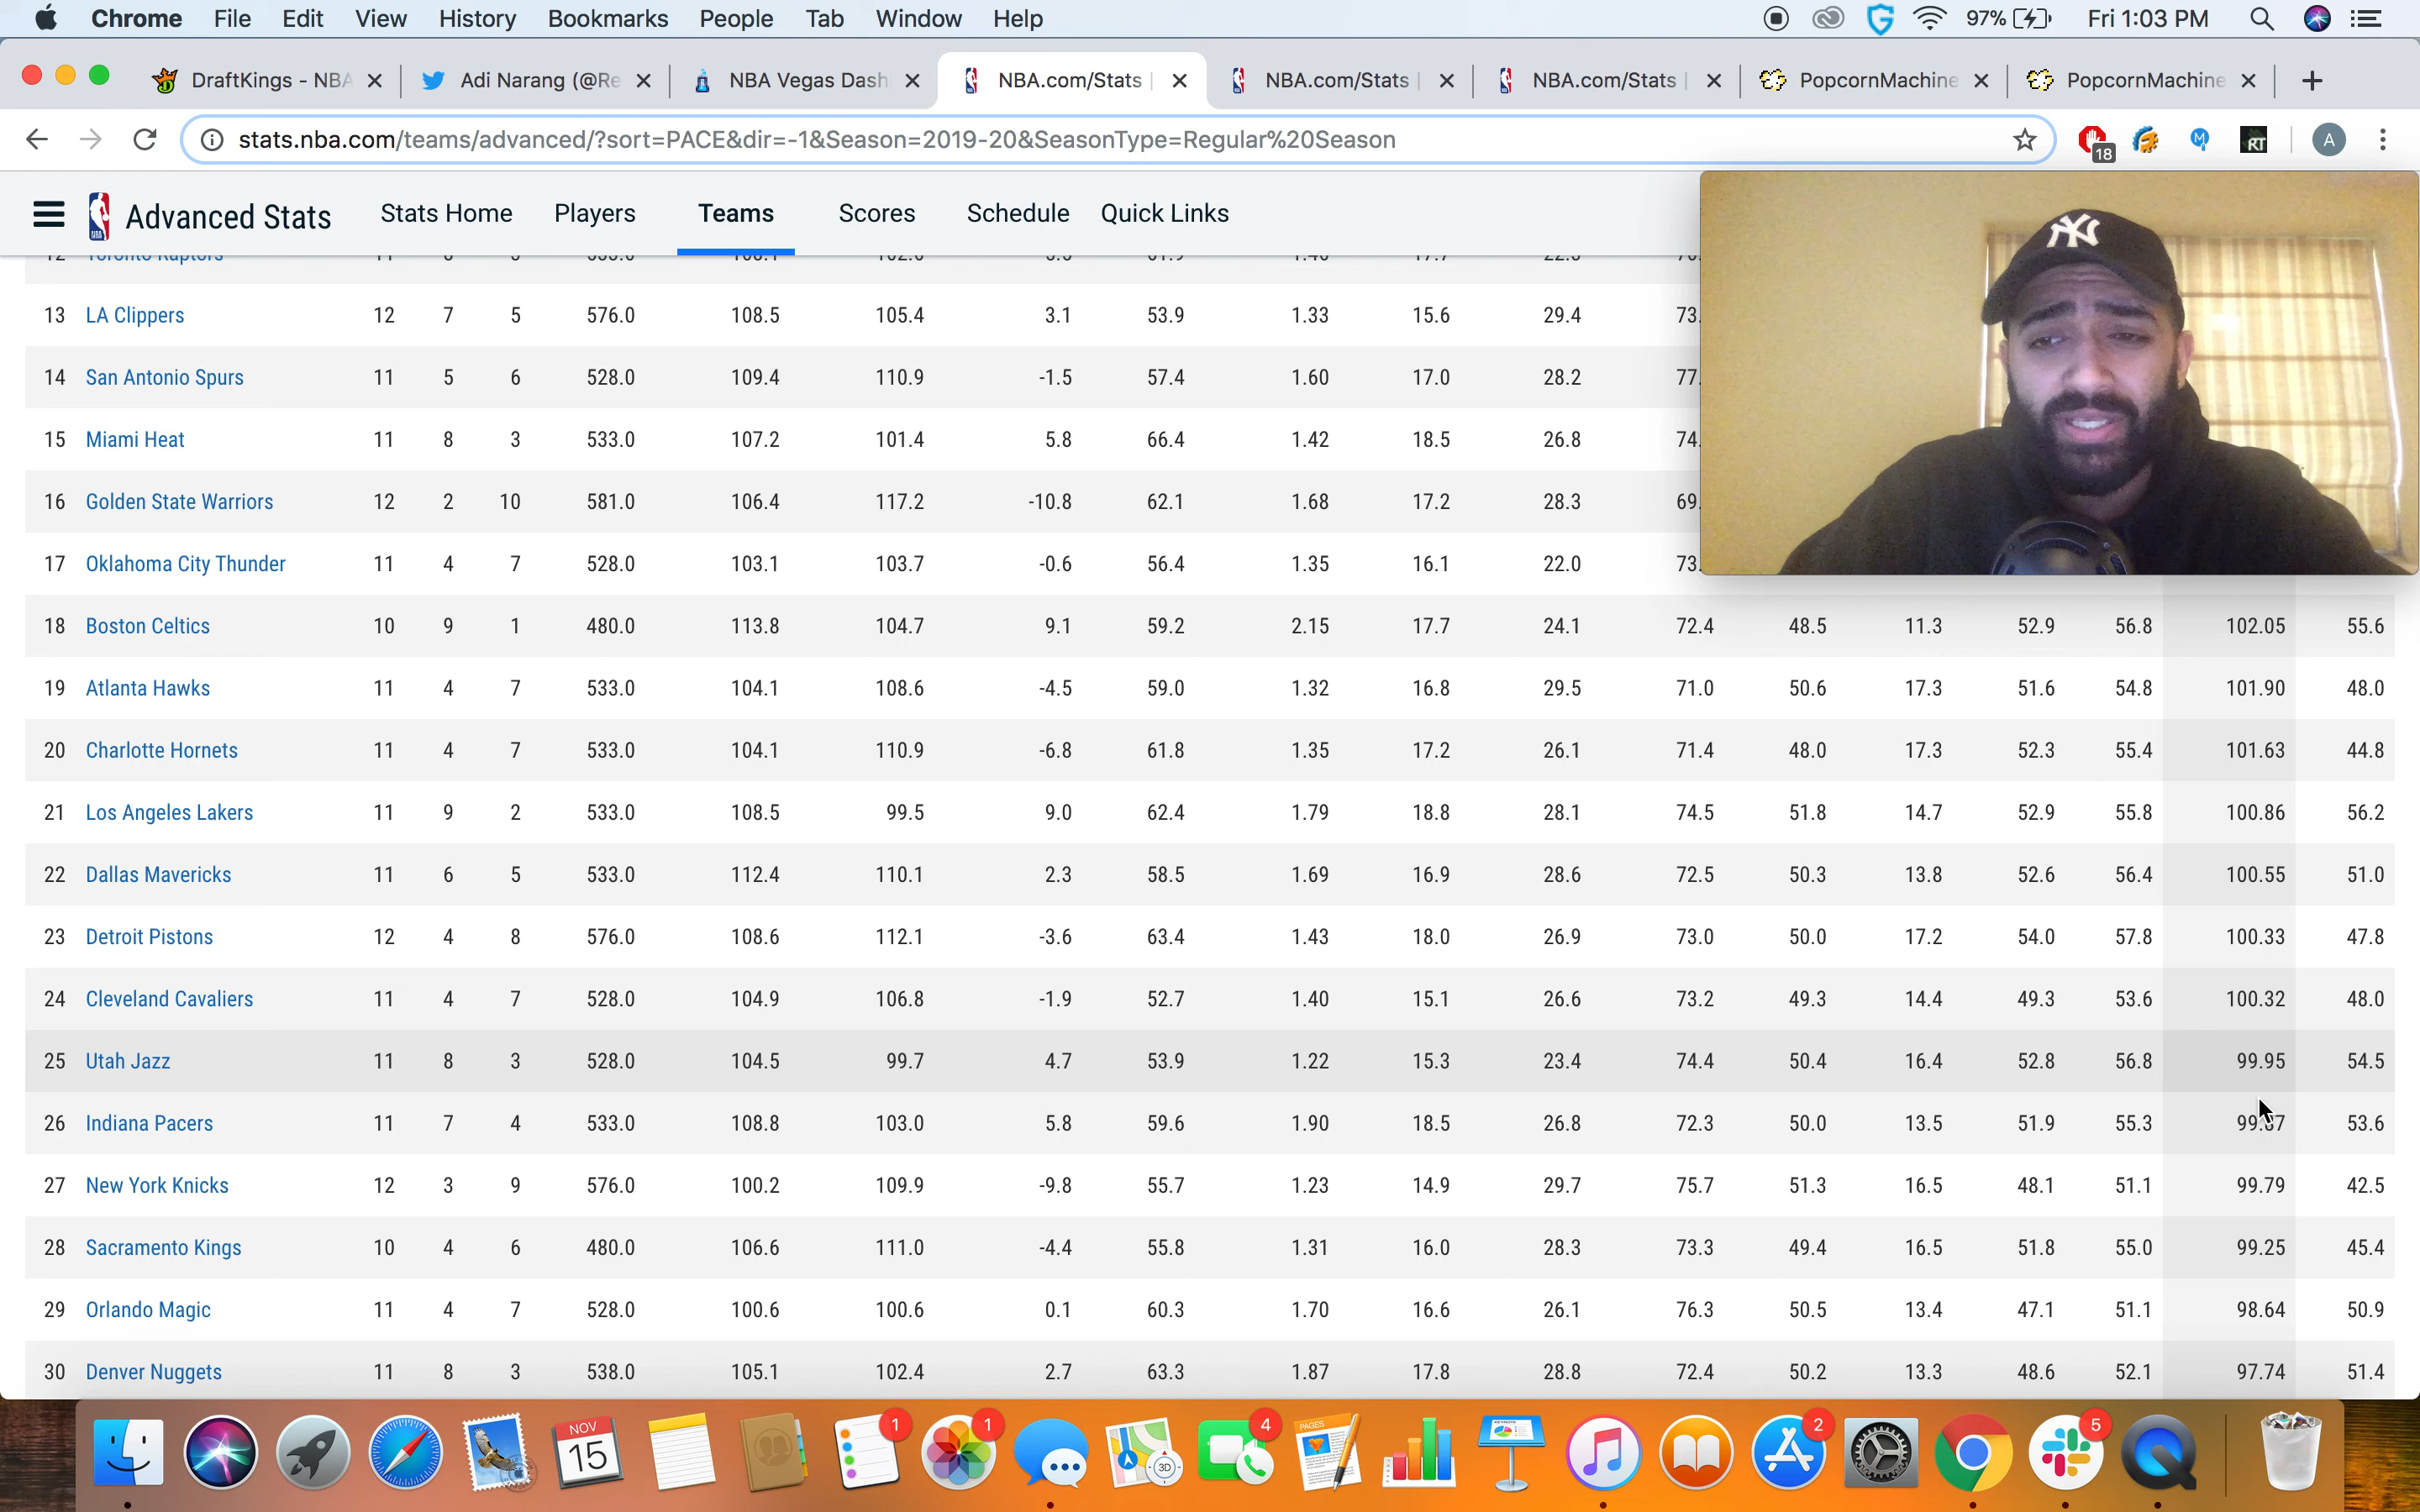 Chrome File Edit View History Bookmarks People Tab Window Help 97% Fri 1:03 PM
DraftKings - NBA Adi Narang (@Re NBA Vegas Dash NBA.com/Stats | NBA.com/Stats | NBA.com/Stats | PopcornMachine PopcornMachine
stats.nba.com/teams/advanced/?sort=PACE&dir=-1&Season=2019-20&SeasonType=Regular%20Season 18 M RT A
Advanced Stats Stats Home Players Teams Scores Schedule Quick Links
NY
12 Toronto Raptors
13 LA Clippers 12 7 5 576.0 108.5 105.4 3.1 53.9 1.33 15.6 29.4 73.
14 San Antonio Spurs 11 5 6 528.0 109.4 110.9 -1.5 57.4 1.60 17.0 28.2 77.
15 Miami Heat 11 8 3 533.0 107.2 101.4 5.8 66.4 1.42 18.5 26.8 74.
16 Golden State Warriors 12 2 10 581.0 106.4 117.2 -10.8 62.1 1.68 17.2 28.3 69.
17 Oklahoma City Thunder 11 4 7 528.0 103.1 103.7 -0.6 56.4 1.35 16.1 22.0 73.
18 Boston Celtics 10 9 1 480.0 113.8 104.7 9.1 59.2 2.15 17.7 24.1 72.4 48.5 11.3 52.9 56.8 102.05 55.6
19 Atlanta Hawks 11 4 7 533.0 104.1 108.6 -4.5 59.0 1.32 16.8 29.5 71.0 50.6 17.3 51.6 54.8 101.90 48.0
20 Charlotte Hornets 11 4 7 533.0 104.1 110.9 -6.8 61.8 1.35 17.2 26.1 71.4 48.0 17.3 52.3 55.4 101.63 44.8
21 Los Angeles Lakers 11 9 2 533.0 108.5 99.5 9.0 62.4 1.79 18.8 28.1 74.5 51.8 14.7 52.9 55.8 100.86 56.2
22 Dallas Mavericks 11 6 5 533.0 112.4 110.1 2.3 58.5 1.69 16.9 28.6 72.5 50.3 13.8 52.6 56.4 100.55 51.0
23 Detroit Pistons 12 4 8 576.0 108.6 112.1 -3.6 63.4 1.43 18.0 26.9 73.0 50.0 17.2 54.0 57.8 100.33 47.8
24 Cleveland Cavaliers 11 4 7 528.0 104.9 106.8 -1.9 52.7 1.40 15.1 26.6 73.2 49.3 14.4 49.3 53.6 100.32 48.0
25 Utah Jazz 11 8 3 528.0 104.5 99.7 4.7 53.9 1.22 15.3 23.4 74.4 50.4 16.4 52.8 56.8 99.95 54.5
26 Indiana Pacers 11 7 4 533.0 108.8 103.0 5.8 59.6 1.90 18.5 26.8 72.3 50.0 13.5 51.9 55.3 53.6
27 New York Knicks 12 3 9 576.0 100.2 109.9 -9.8 55.7 1.23 14.9 29.7 75.7 51.3 16.5 48.1 51.1 99.79 42.5
28 Sacramento Kings 10 4 6 480.0 106.6 111.0 -4.4 55.8 1.31 16.0 28.3 73.3 49.4 16.5 51.8 55.0 99.25 45.4
29 Orlando Magic 11 4 7 528.0 100.6 100.6 0.1 60.3 1.70 16.6 26.1 76.3 50.5 13.4 47.1 51.1 98.64 50.9
30 Denver Nuggets 11 8 3 538.0 105.1 102.4 2.7 63.3 1.87 17.8 28.8 72.4 50.2 13.3 48.6 52.1 97.74 51.4
NOV 1 1 4 PAGES 2 5
15 3D